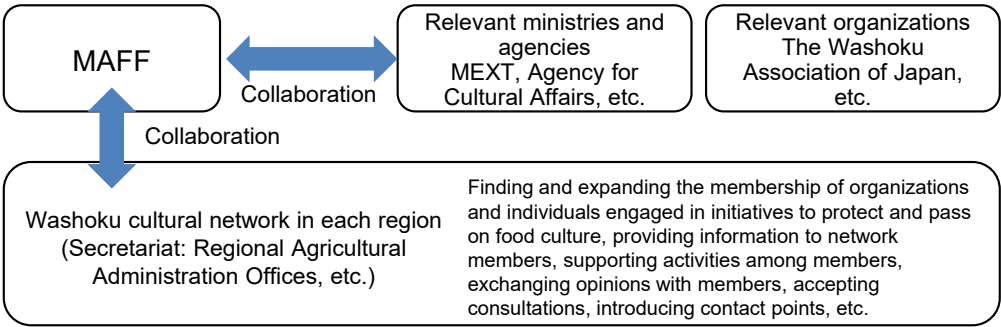 MAFF
Collaboration
Relevant ministries and
agencies
MEXT, Agency for
Cultural Affairs, etc.
Relevant organizations
The Washoku
Association of Japan,
etc.
Collaboration
Washoku cultural network in each region
(Secretariat: Regional Agricultural
Administration Offices, etc.)
Finding and expanding the membership of organizations
and individuals engaged in initiatives to protect and pass
on food culture, providing information to network
members, supporting activities among members,
exchanging opinions with members, accepting
consultations, introducing contact points, etc.